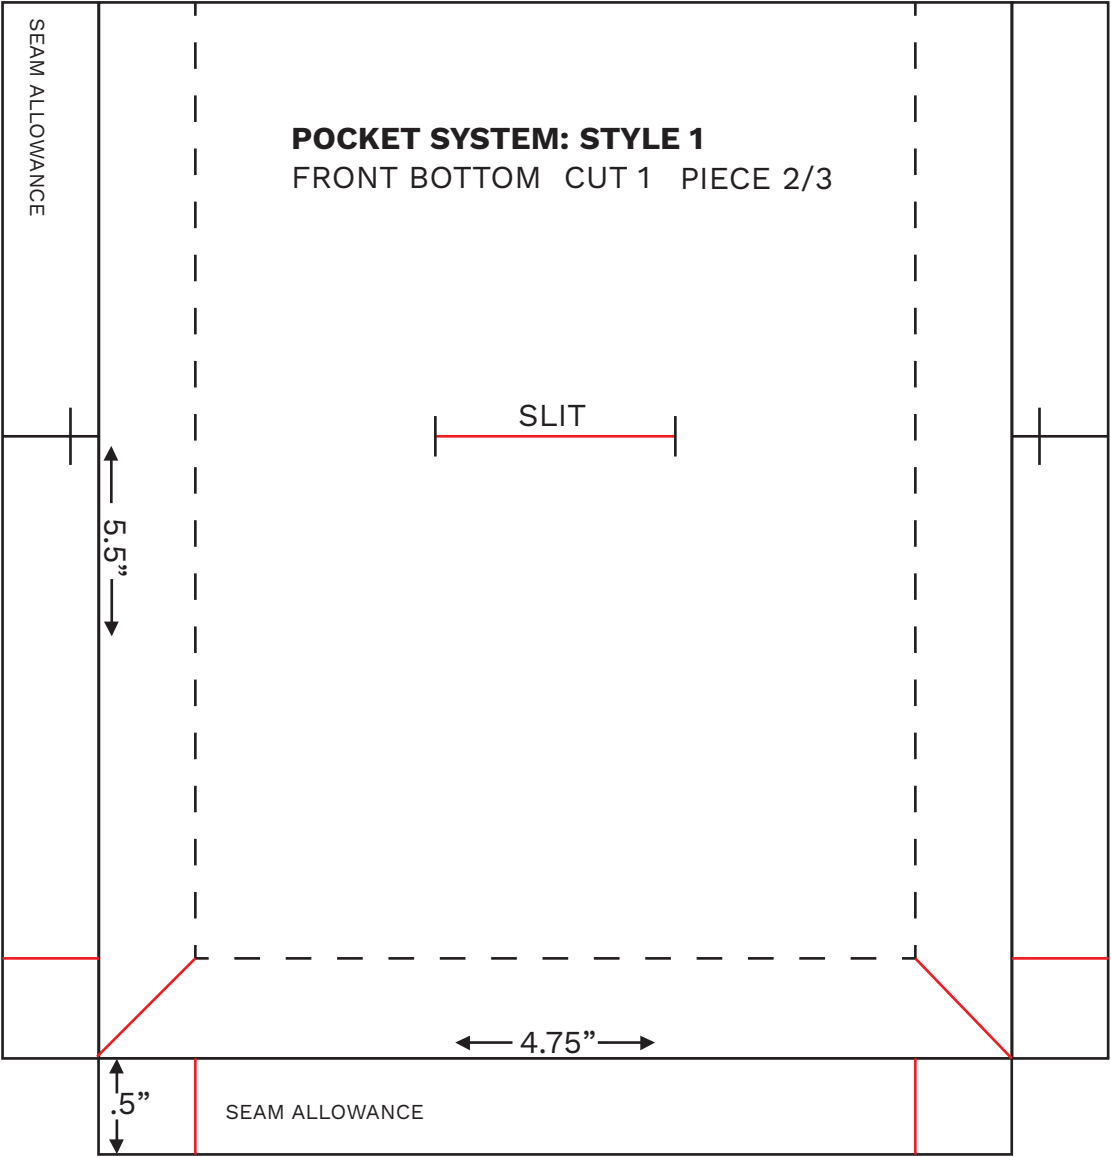 SEAM ALLOWANCE
POCKET SYSTEM: STYLE 1
FRONT BOTTOM CUT 1 PIECE 2/3
SLIT
5.5”
4.75”
.5”
SEAM ALLOWANCE